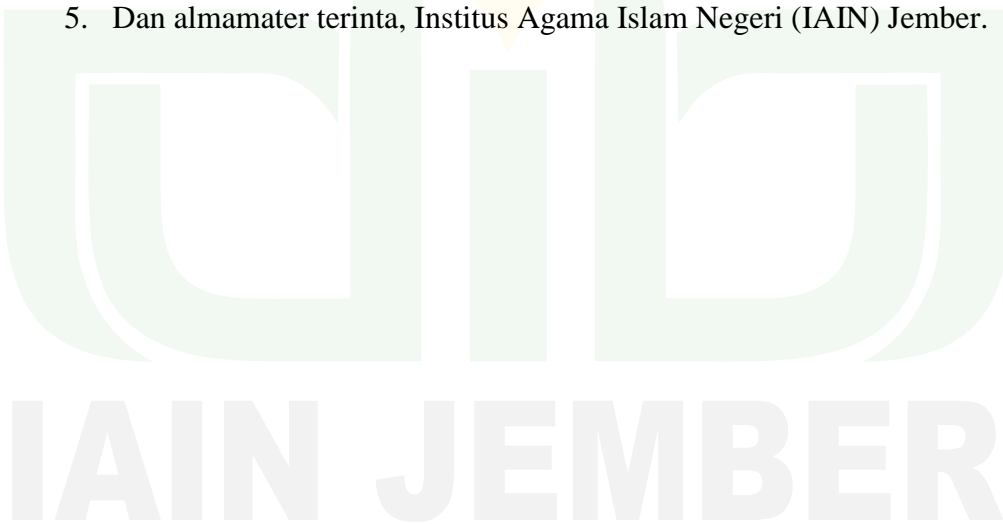 5. Dan almamater terinta, Institus Agama Islam Negeri (IAIN) Jember.
IAIN JEMBER